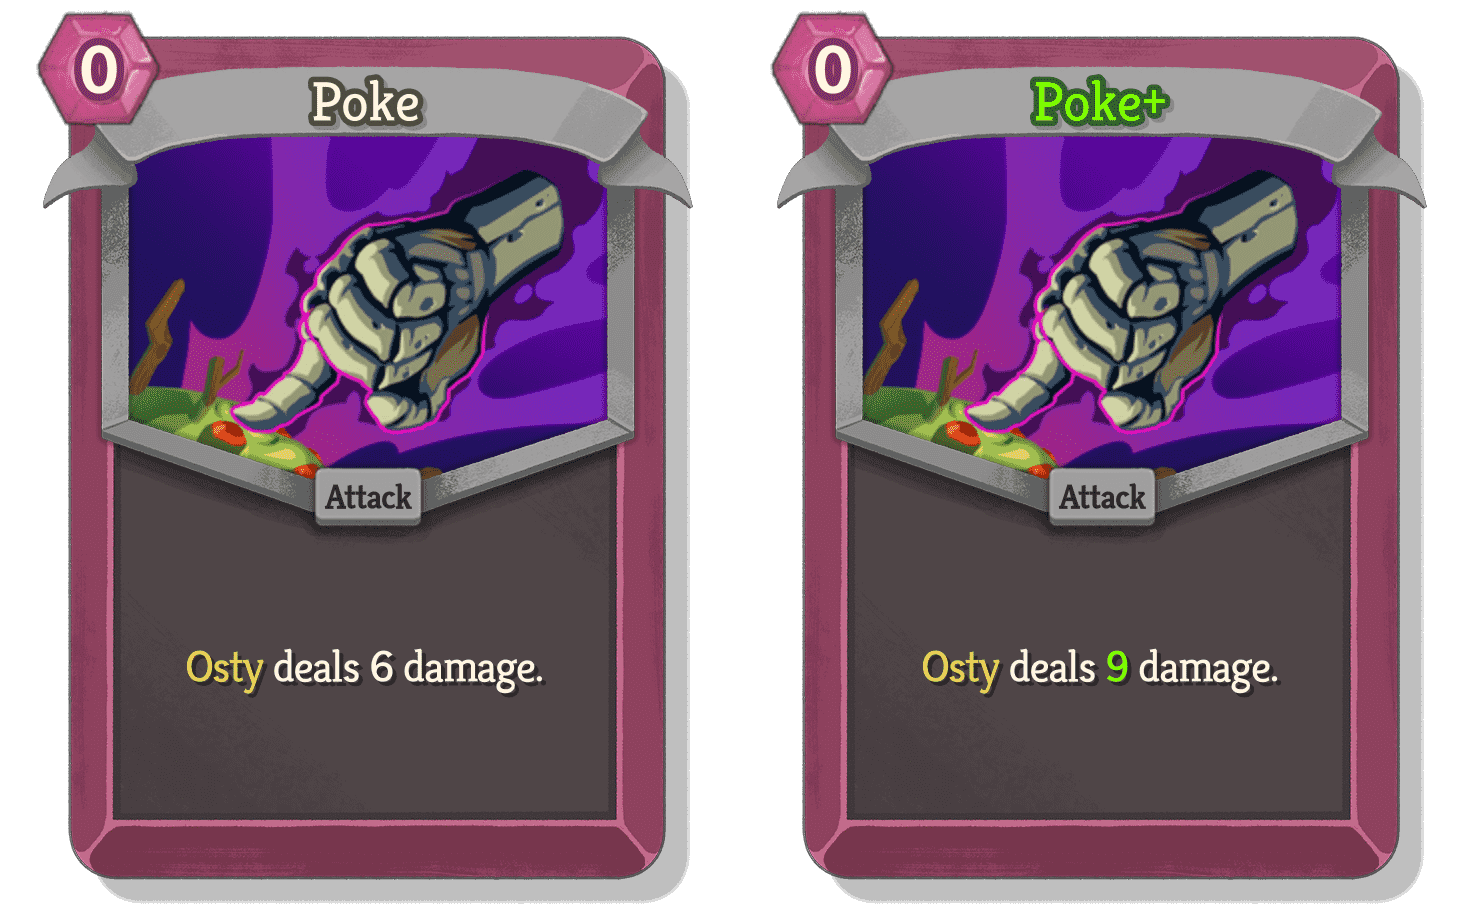 0
Poke
Attack
Osty deals 6 damage.
0
Poke+
Attack
Osty deals 9 damage.